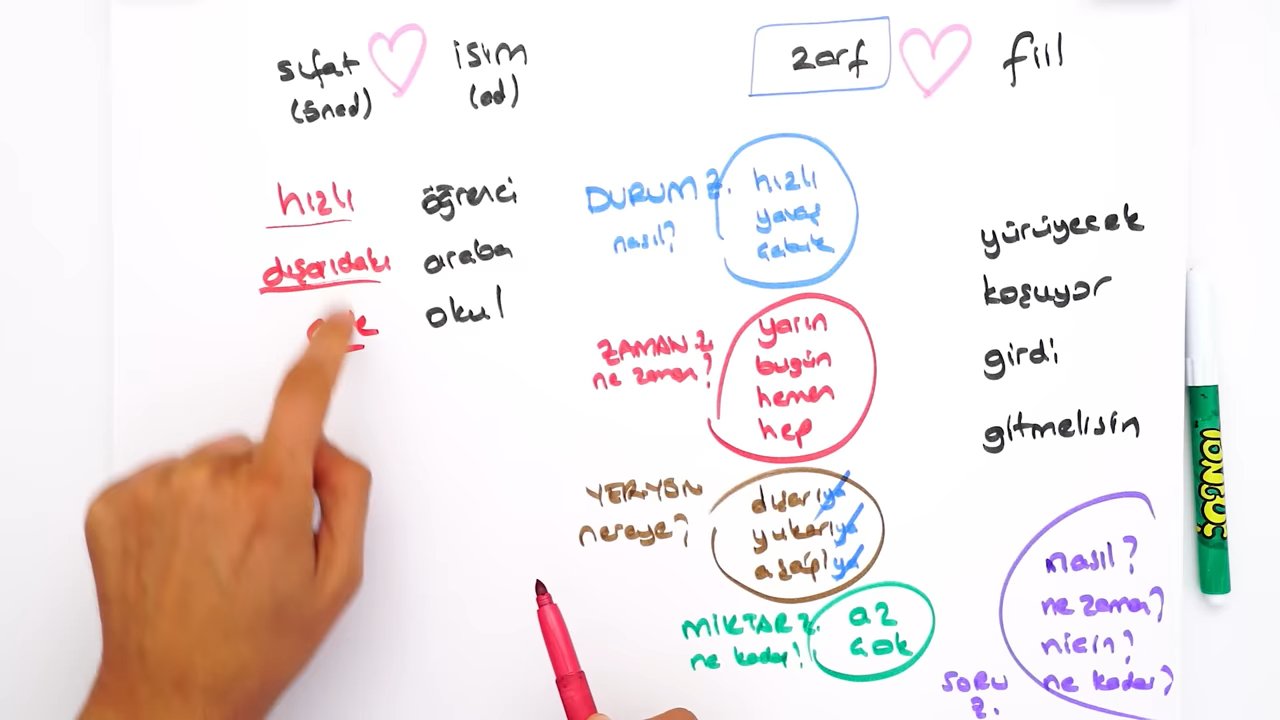 sıfat isim
(önad) (ad)
hızlı öğrenci
dışarıdaki araba
okul
zarf fiil
DURUM Z. hızlı
nasıl? yavaş
çabuk
ZAMAN Z. yarın
ne zaman? bugün
hemen
hep
YER-YÖN dışarıya
nereye? yukarıya
aşağıya
MİKTAR Z. az
ne kadar? çok
yürüyecek
koşuyor
girdi
gitmelisin
nasıl?
ne zaman?
niçin?
ne kadar?
SORU
Z.
TONGUÇ